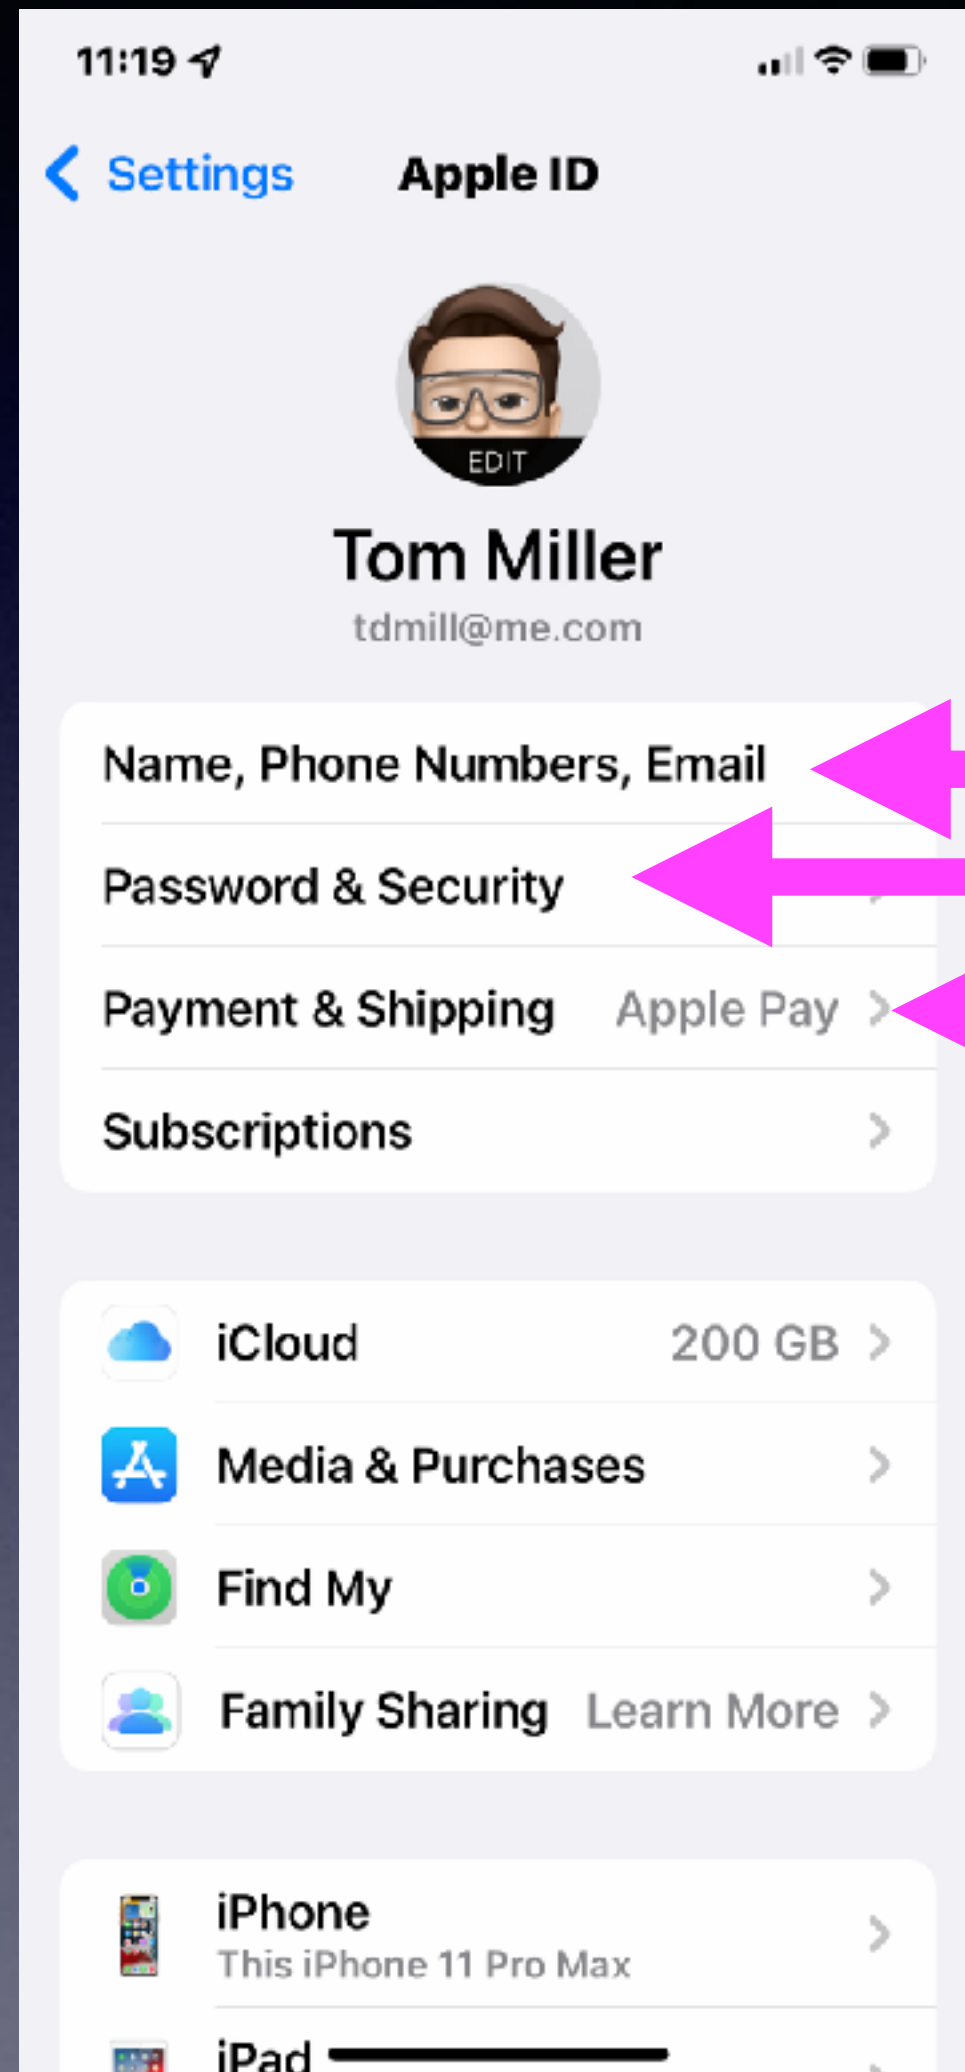 11:19
Settings Apple ID
EDIT
Tom Miller
tdmill@me.com
Name, Phone Numbers, Email
Password & Security
Payment & Shipping Apple Pay
Subscriptions
iCloud 200 GB
Media & Purchases
Find My
Family Sharing Learn More
iPhone
This iPhone 11 Pro Max
iPad